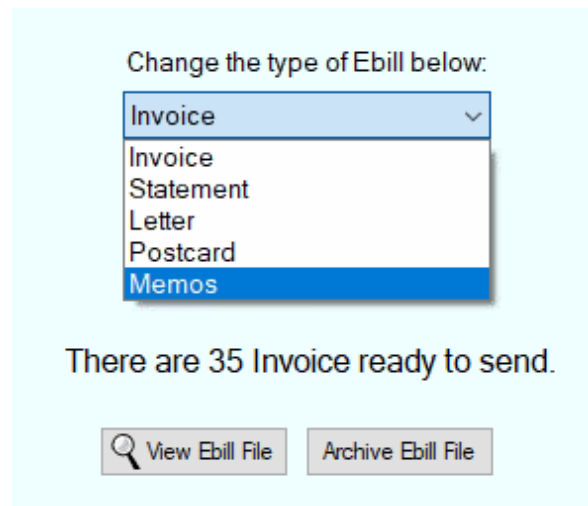 Change the type of Ebill below:
Invoice
Invoice
Statement
Letter
Postcard
Memos
There are 35 Invoice ready to send.
View Ebill File Archive Ebill File